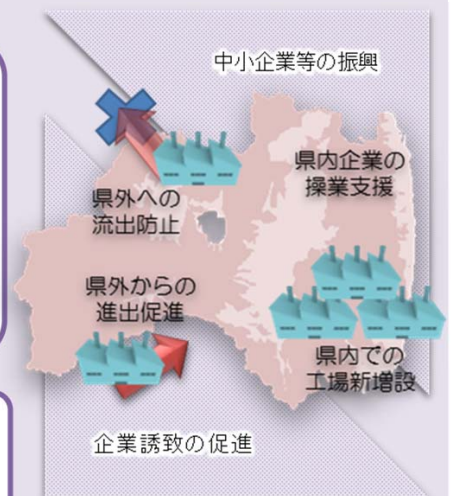 中小企業等の振興
県内企業の
操業支援
県外への
流出防止
県外からの
進出促進
県内での
工場新増設
企業誘致の促進